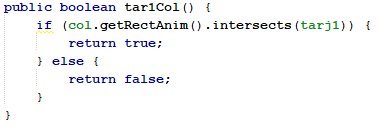 public boolean tar1Col() {
    if (col.getRectAnim().intersects(tarj1)) {
        return true;
    } else {
        return false;
    }
}